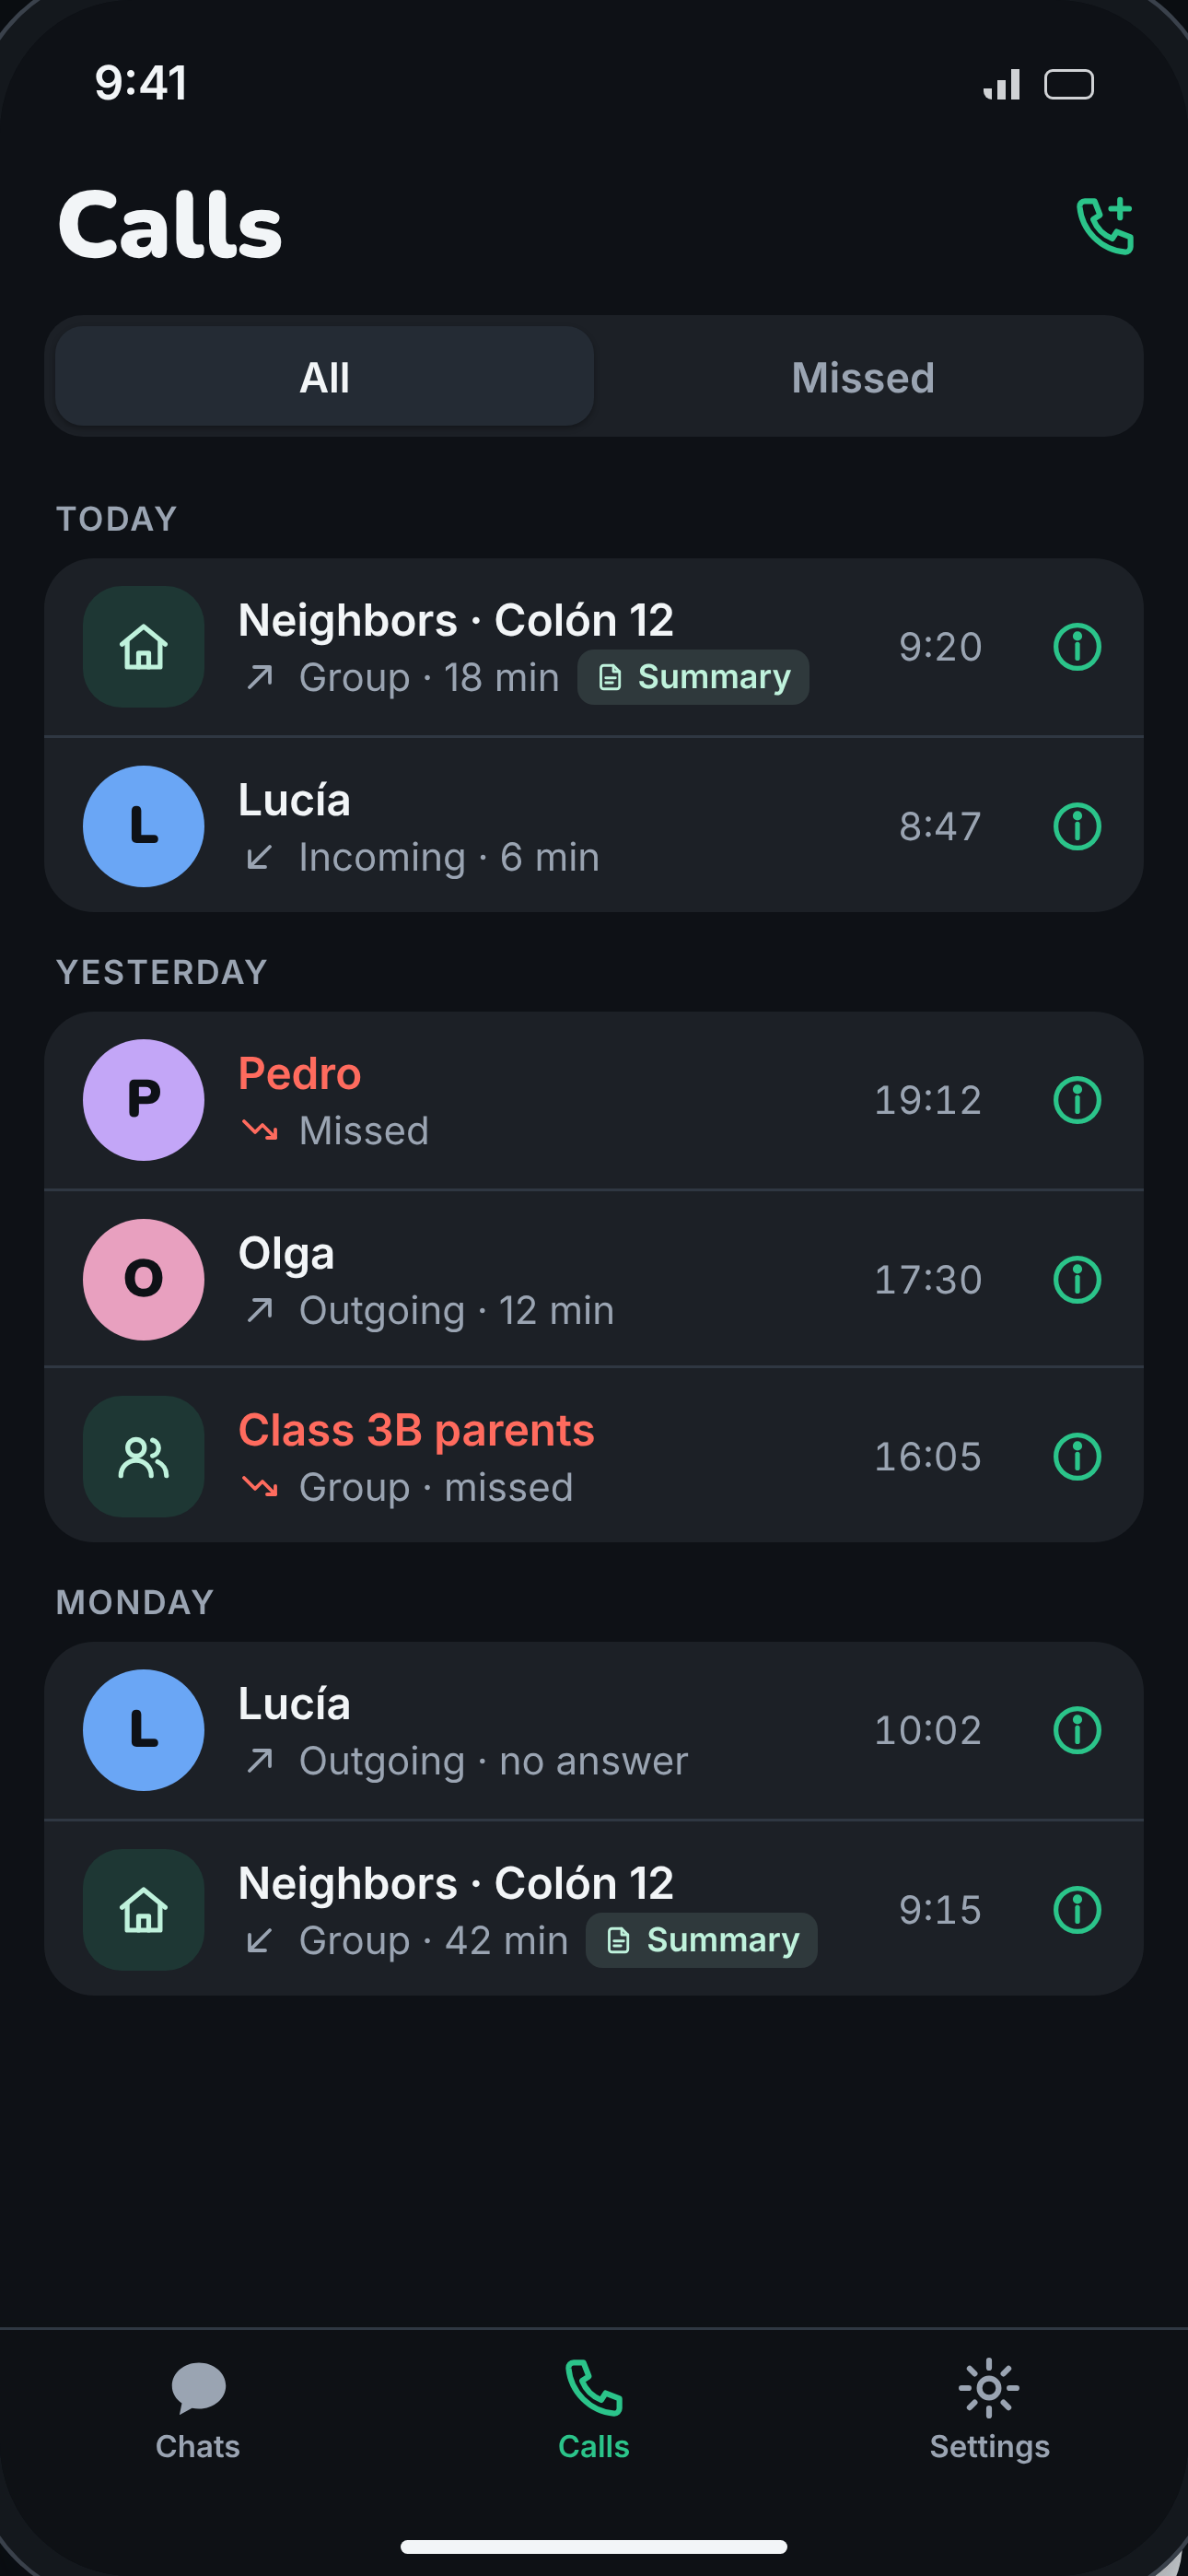 9:41
Calls
All
Missed
TODAY
Neighbors · Colón 12
Group · 18 min
Summary
9:20
L
Lucía
Incoming · 6 min
8:47
YESTERDAY
P
Pedro
Missed
19:12
O
Olga
Outgoing · 12 min
17:30
Class 3B parents
Group · missed
16:05
MONDAY
L
Lucía
Outgoing · no answer
10:02
Neighbors · Colón 12
Group · 42 min
Summary
9:15
Chats
Calls
Settings